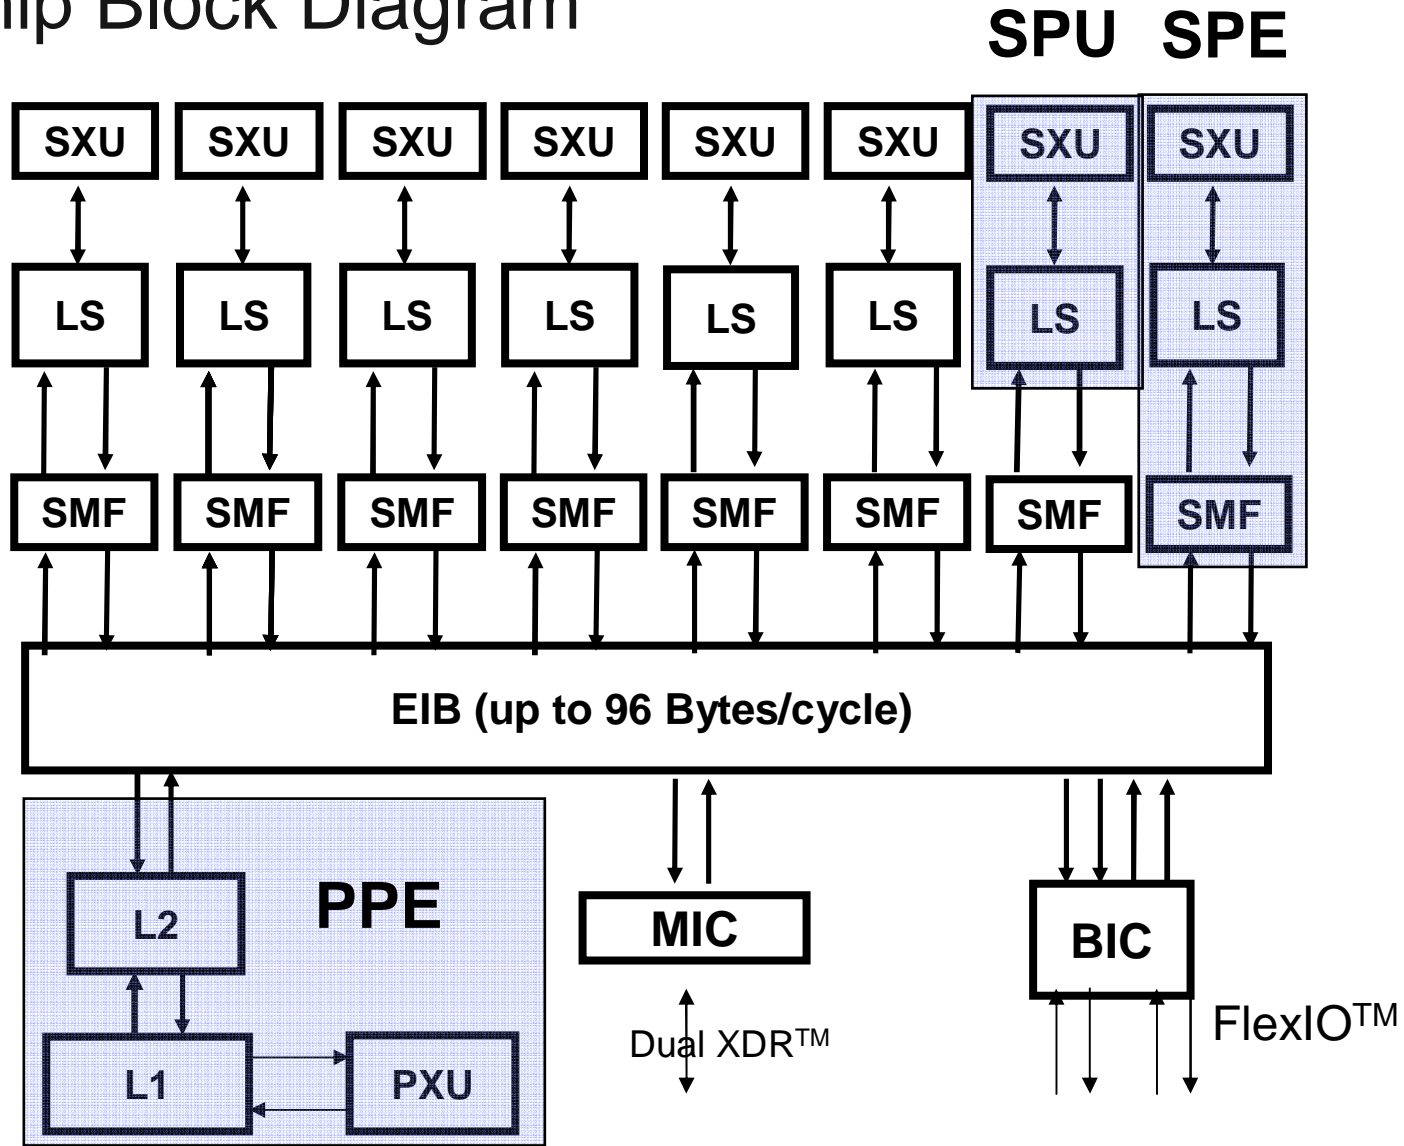 hip Block Diagram
SPU SPE
SXU SXU SXU SXU SXU SXU SXU SXU
LS LS LS LS LS LS LS LS
SMF SMF SMF SMF SMF SMF SMF SMF
EIB (up to 96 Bytes/cycle)
PPE
L2
MIC
BIC
FlexIO™
Dual XDR™
L1
PXU